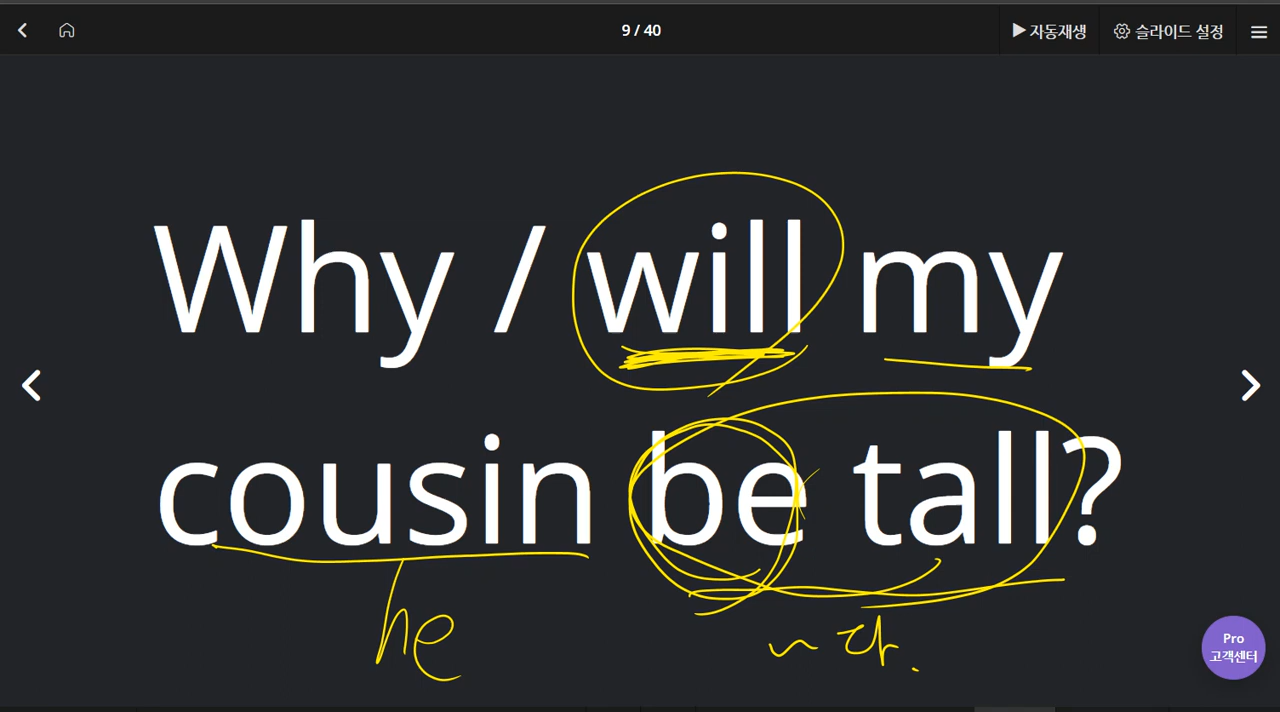 9 / 40
▶자동재생
슬라이드 설정
Why / will my
cousin be tall?
he
~ 다.
Pro
고객센터